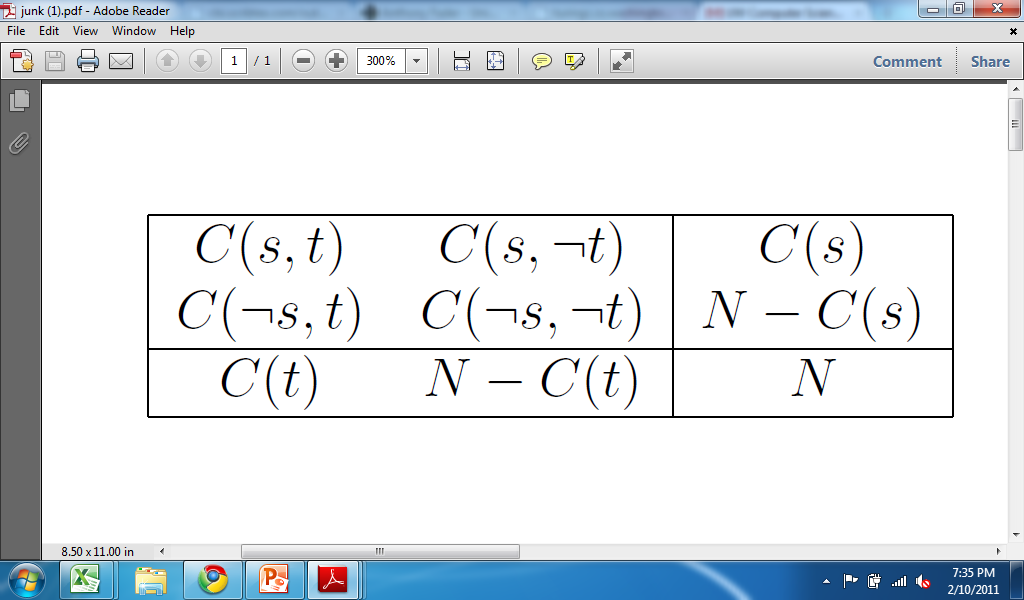 junk (1).pdf - Adobe Reader
File Edit View Window Help
1 / 1 300% Comment Share
C(s, t) C(s, ¬t) C(s)
C(¬s, t) C(¬s, ¬t) N − C(s)
C(t) N − C(t) N
8.50 x 11.00 in
7:35 PM
2/10/2011